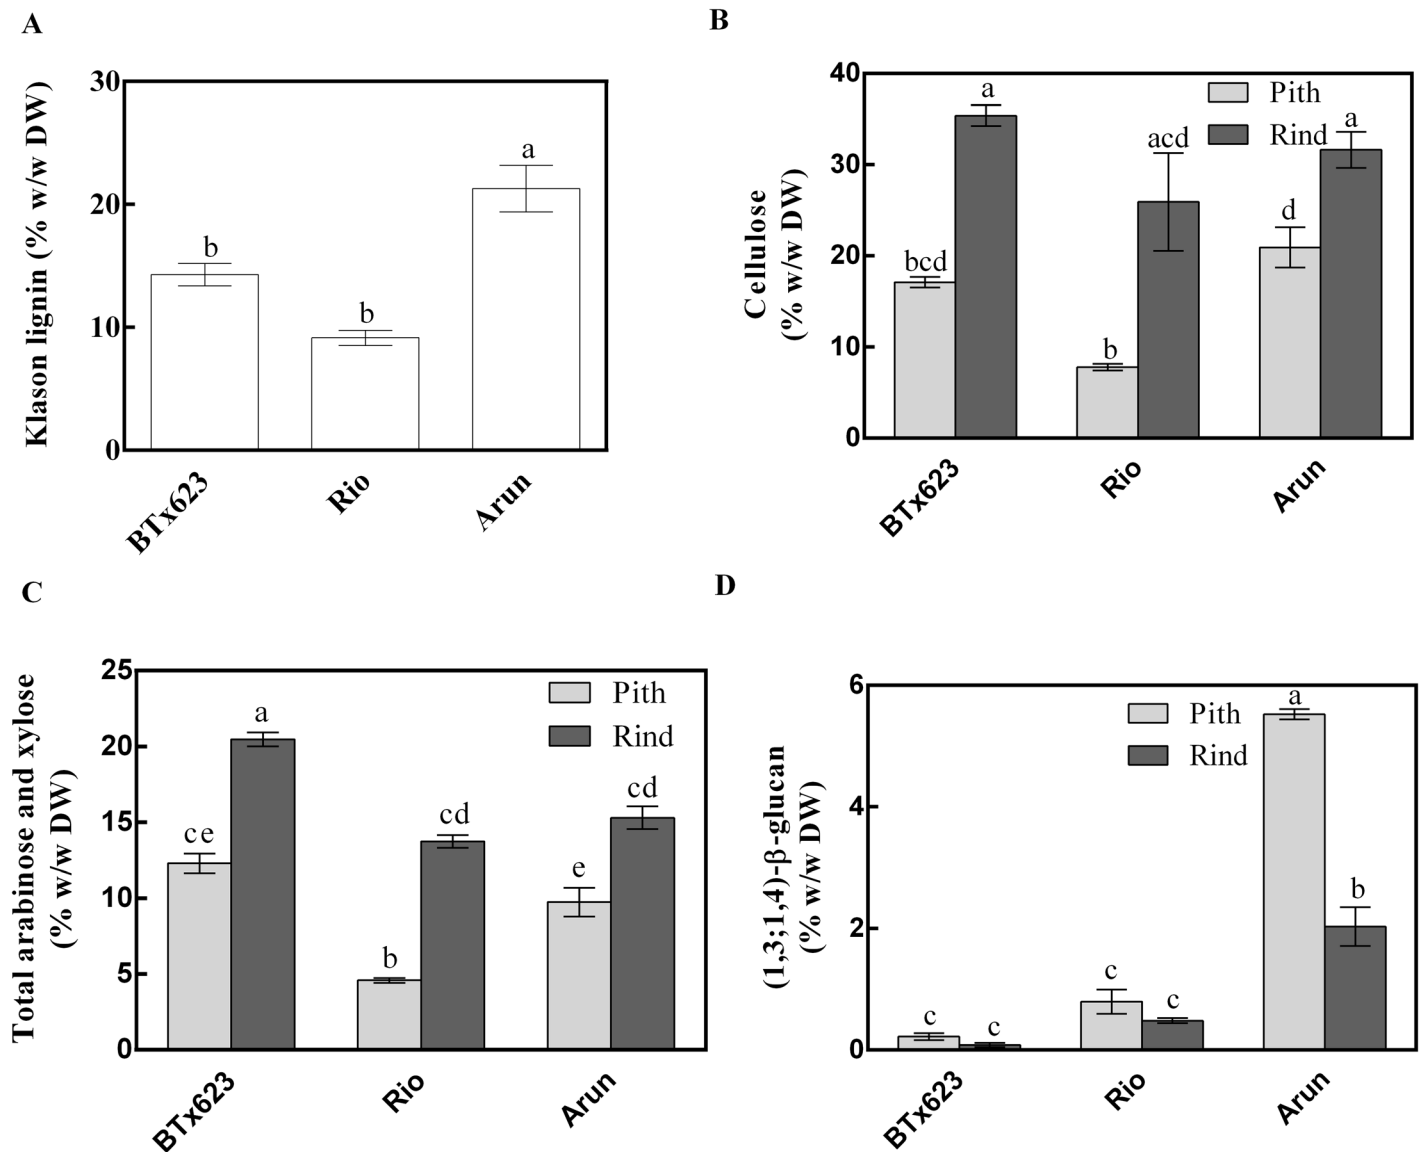 A
Klason lignin (% w/w DW)
30
20
10
0
b
b
a
BTx623
Rio
Arun
B
Cellulose
(% w/w DW)
40
30
20
10
0
Pith
Rind
bcd
a
b
acd
d
a
BTx623
Rio
Arun
C
Total arabinose and xylose
(% w/w DW)
25
20
15
10
5
0
Pith
Rind
ce
a
b
cd
e
cd
BTx623
Rio
Arun
D
(1,3;1,4)-β-glucan
(% w/w DW)
6
4
2
0
Pith
Rind
c
c
c
c
a
b
BTx623
Rio
Arun